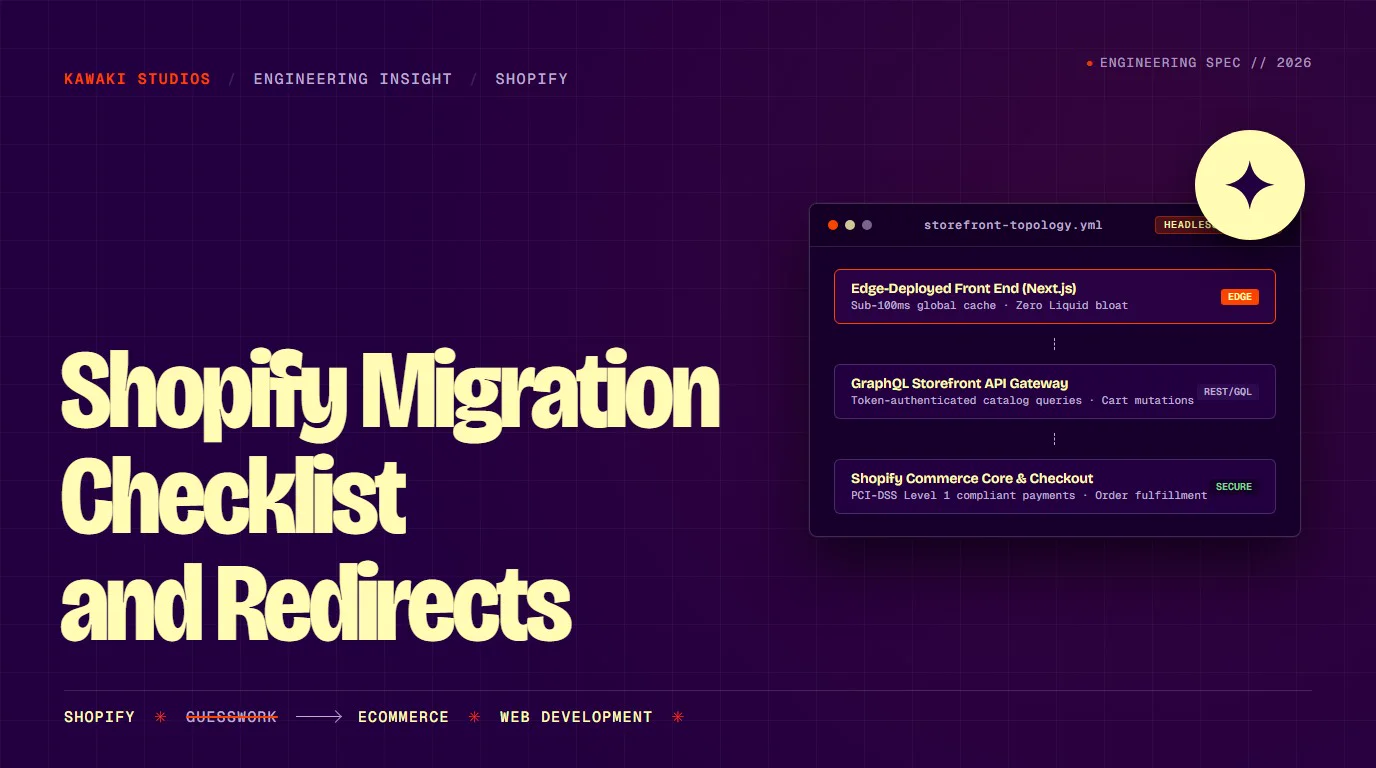 KAWAKI STUDIOS / ENGINEERING INSIGHT / SHOPIFY
ENGINEERING SPEC // 2026
storefront-topology.yml
Edge-Deployed Front End (Next.js)
Sub-100ms global cache · Zero Liquid bloat
EDGE
GraphQL Storefront API Gateway
Token-authenticated catalog queries · Cart mutations
REST/GQL
Shopify Commerce Core & Checkout
PCI-DSS Level 1 compliant payments · Order fulfillment
SECURE
Shopify Migration
Checklist
and Redirects
SHOPIFY GUESSWORK ECOMMERCE WEB DEVELOPMENT